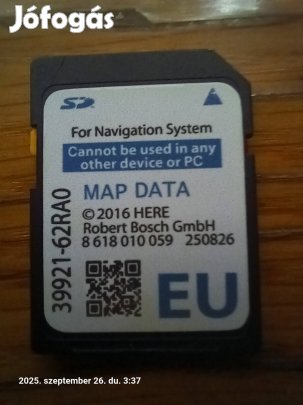 Jófogás
SD
For Navigation System
Cannot be used in any
other device or PC
MAP DATA
© 2016 HERE
Robert Bosch GmbH
8 618 010 059 250826
39921-62RA0
EU
2025. szeptember 26. du. 3:37